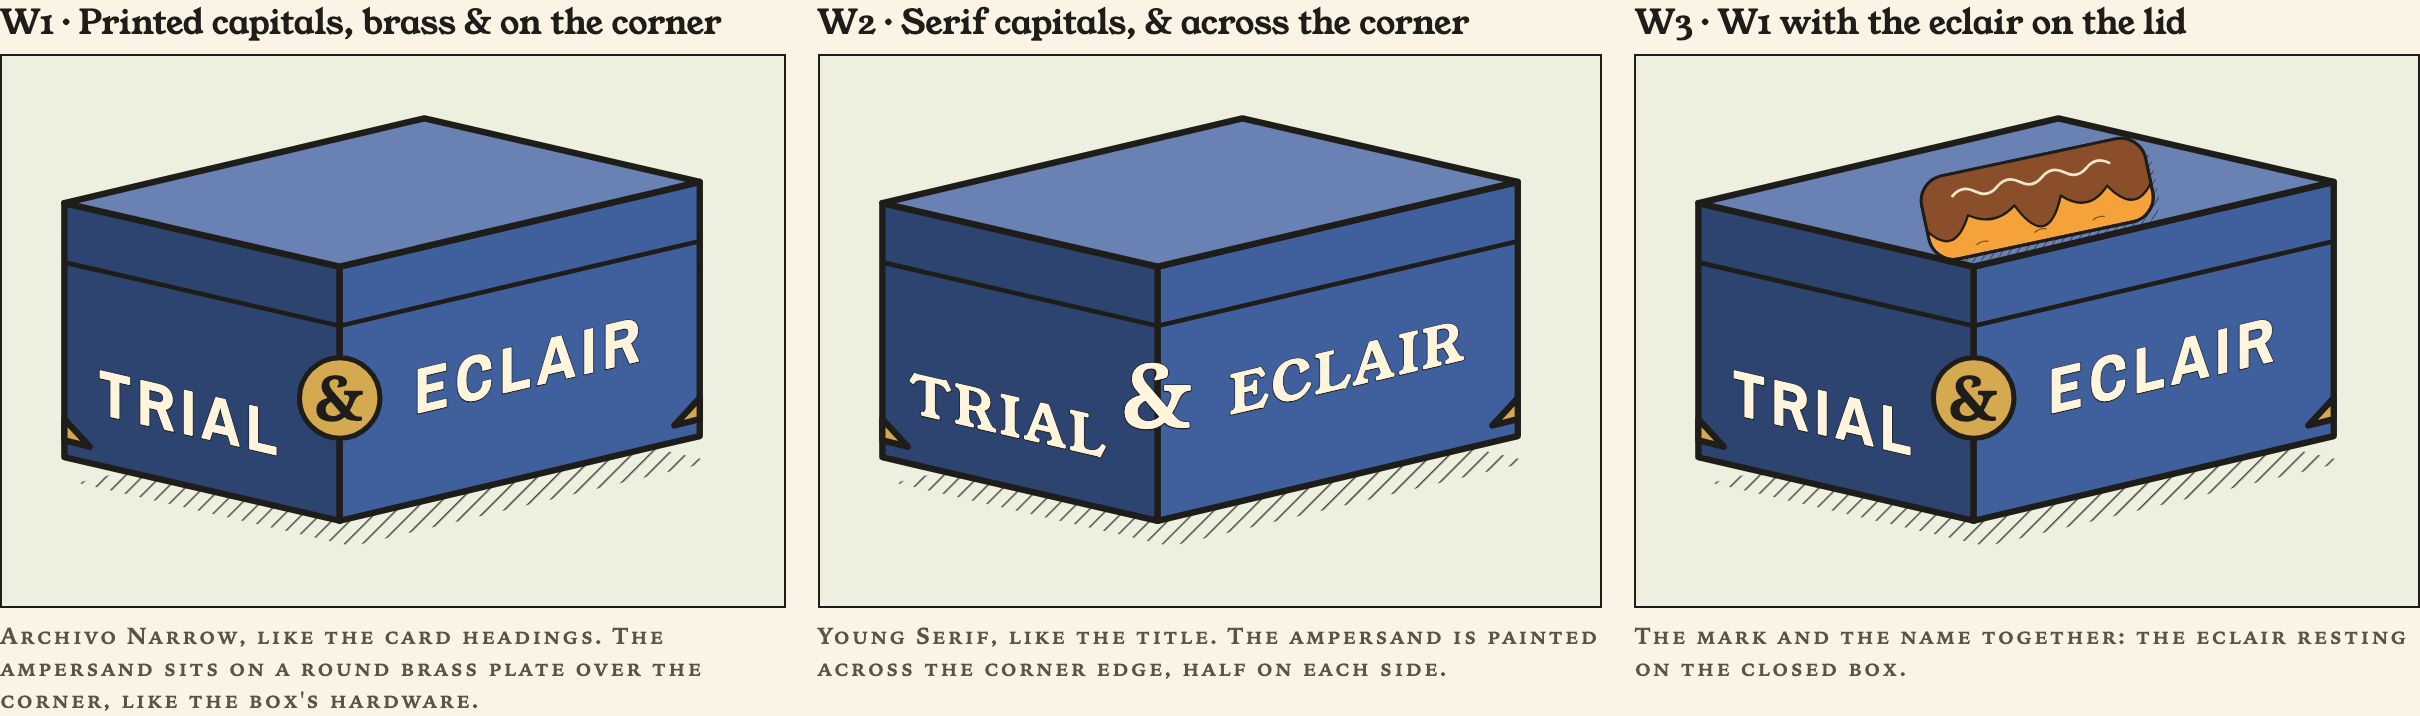 W1 · Printed capitals, brass & on the corner
TRIAL & ECLAIR
Archivo Narrow, like the card headings. The
ampersand sits on a round brass plate over the
corner, like the box's hardware.
W2 · Serif capitals, & across the corner
TRIAL & ECLAIR
Young Serif, like the title. The ampersand is painted
across the corner edge, half on each side.
W3 · W1 with the eclair on the lid
TRIAL & ECLAIR
The mark and the name together: the eclair resting
on the closed box.